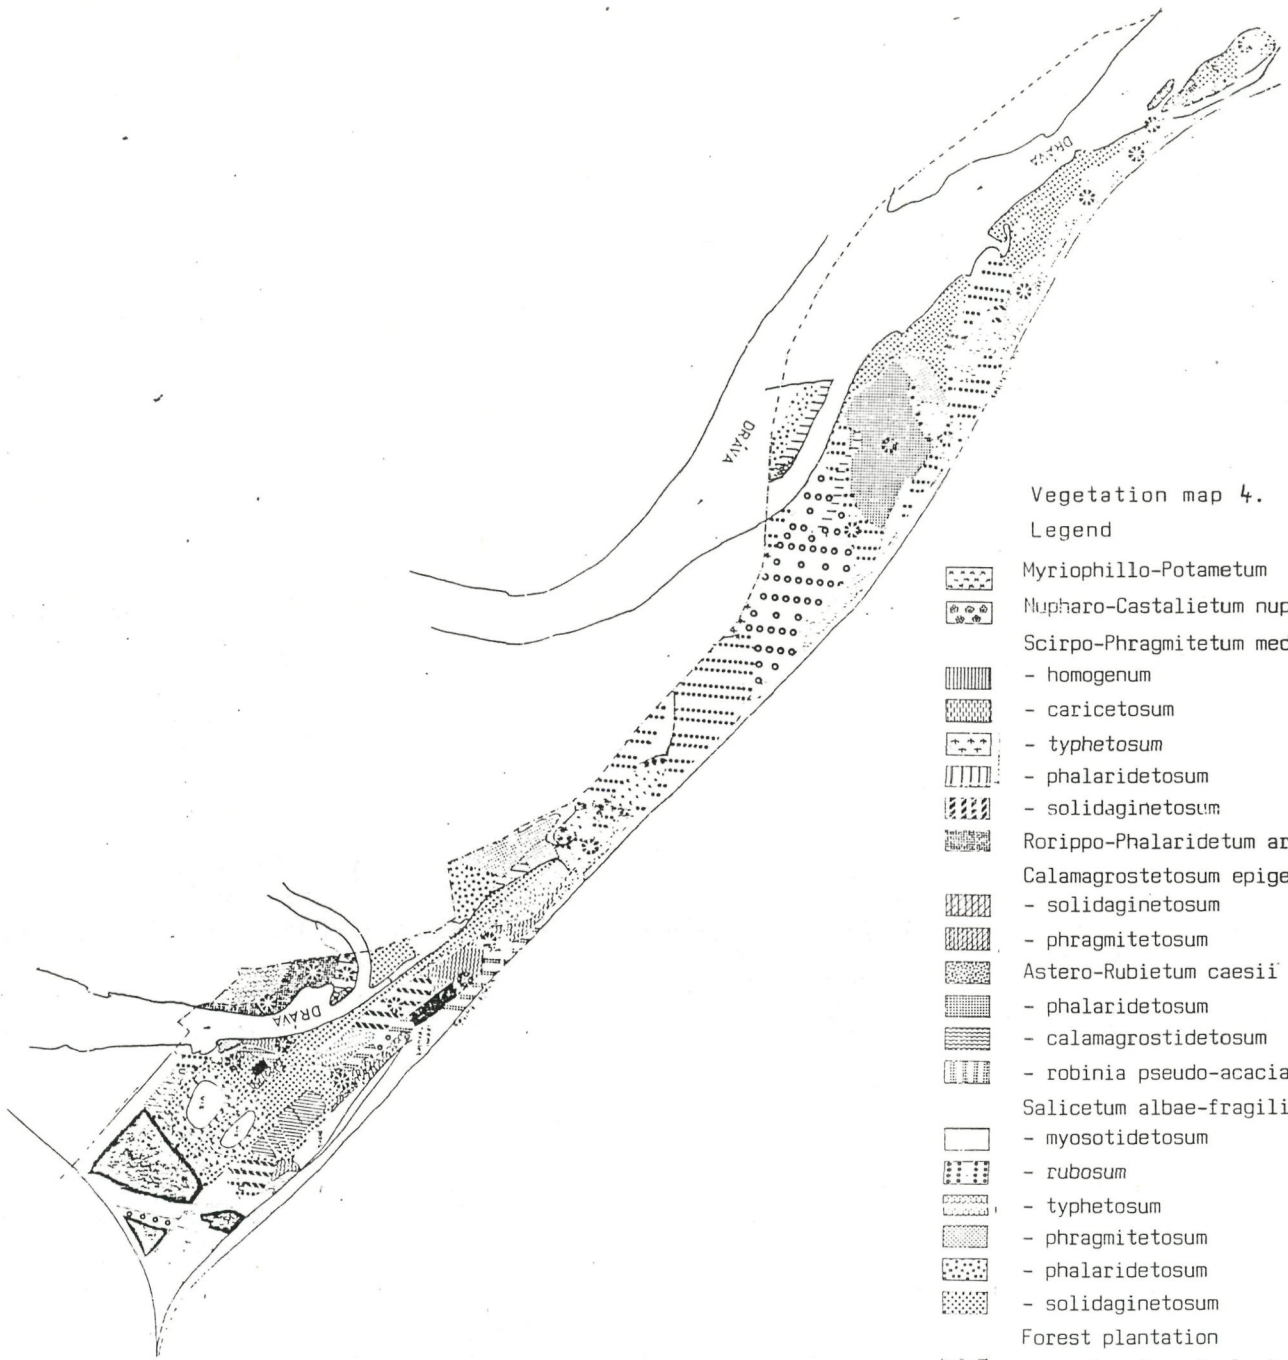 DRÁVA
DRÁVA
DRÁVA
Vegetation map 4.
Legend
Myriophillo-Potametum
Nupharo-Castalietum nup
Scirpo-Phragmitetum med
- homogenum
- caricetosum
- typhetosum
- phalaridetosum
- solidaginetosum
Rorippo-Phalaridetum ar
Calamagrostetosum epige
- solidaginetosum
- phragmitetosum
Astero-Rubietum caesii
- phalaridetosum
- calamagrostidetosum
- robinia pseudo-acacia
Salicetum albae-fragili
- myosotidetosum
- rubosum
- typhetosum
- phragmitetosum
- phalaridetosum
- solidaginetosum
Forest plantation